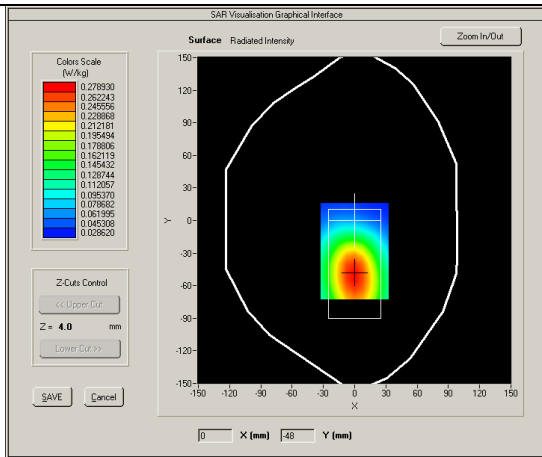 SAR Visualisation Graphical Interface
Surface Radiated Intensity
Zoom In/Out
Colors Scale
(W/kg)
0.278930
0.262243
0.245556
0.228868
0.212181
0.195494
0.178806
0.162119
0.145432
0.128744
0.112057
0.095370
0.078682
0.061995
0.045308
0.028620
Z-Cuts Control
<< Upper Cut
Z = 4.0 mm
Lower Cut >>
SAVE Cancel
150-
120-
90-
60-
30-
0-
-30-
-60-
-90-
-120-
-150-
Y
-150 -120 -90 -60 -30 0 30 60 90 120 150
X
0 X (mm) -48 Y (mm)